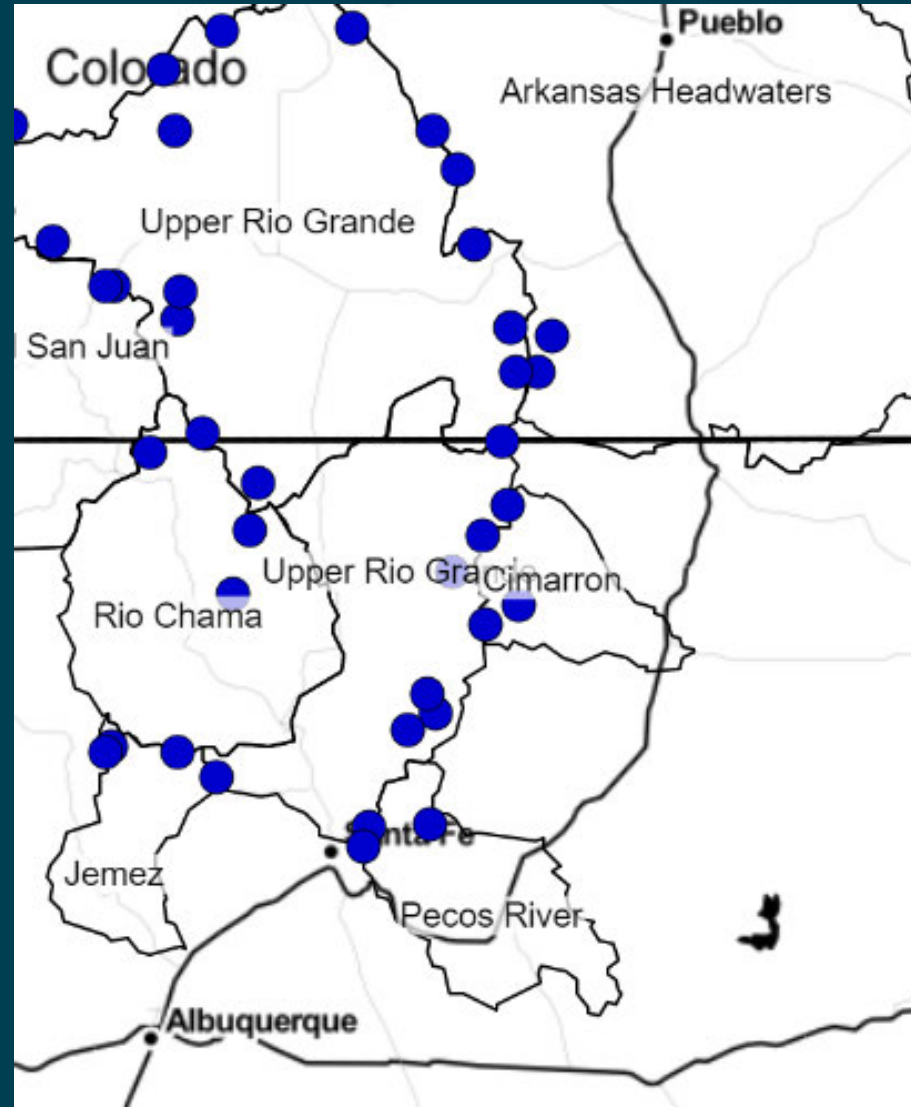 Pueblo
Colorado
Arkansas Headwaters
Upper Rio Grande
San Juan
Upper Rio Grande
Cimarron
Rio Chama
Santa Fe
Jemez
Pecos River
Albuquerque